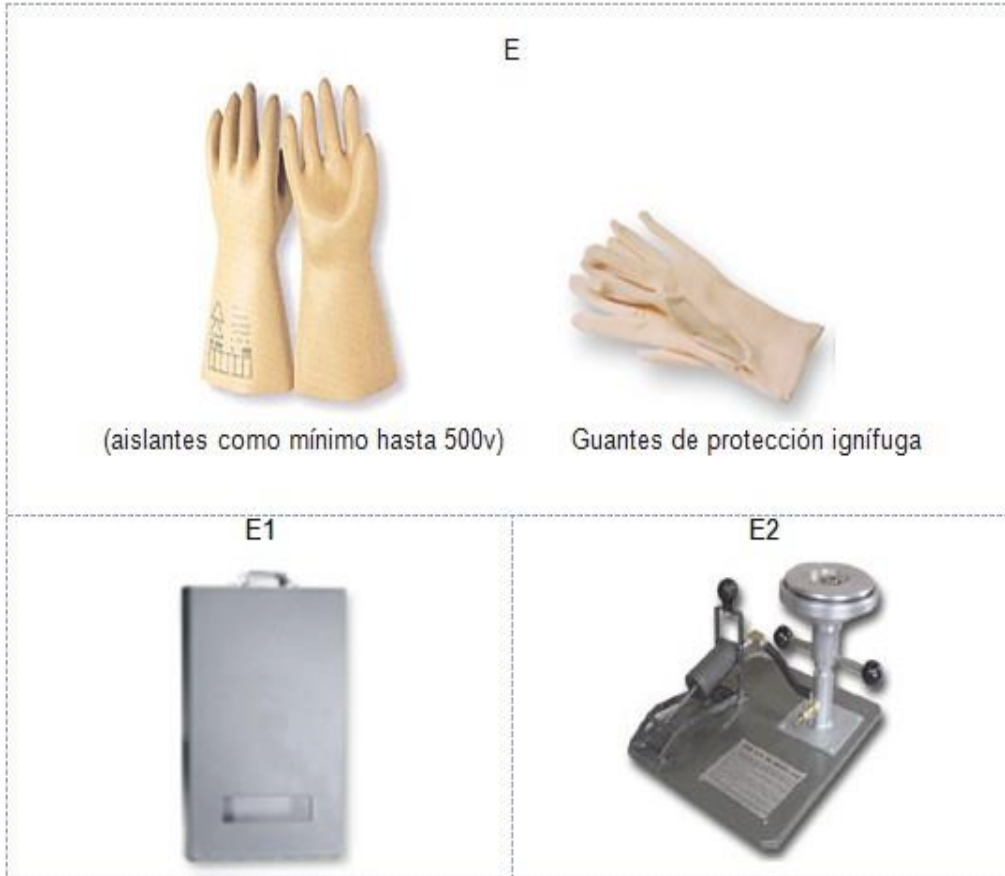 E
(aislantes como mínimo hasta 500v) Guantes de protección ignífuga
E1 E2